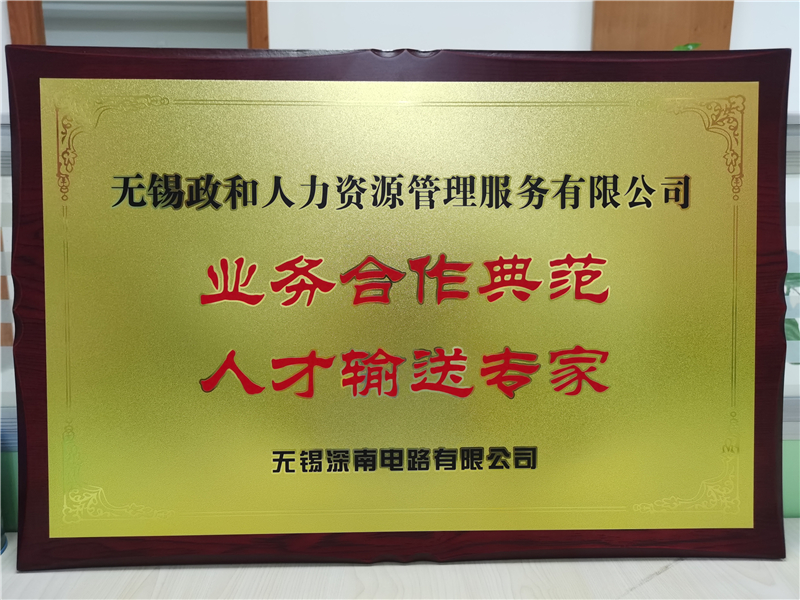 无锡政和人力资源管理服务有限公司
业务合作典范
人才输送专家
无锡深南电路有限公司